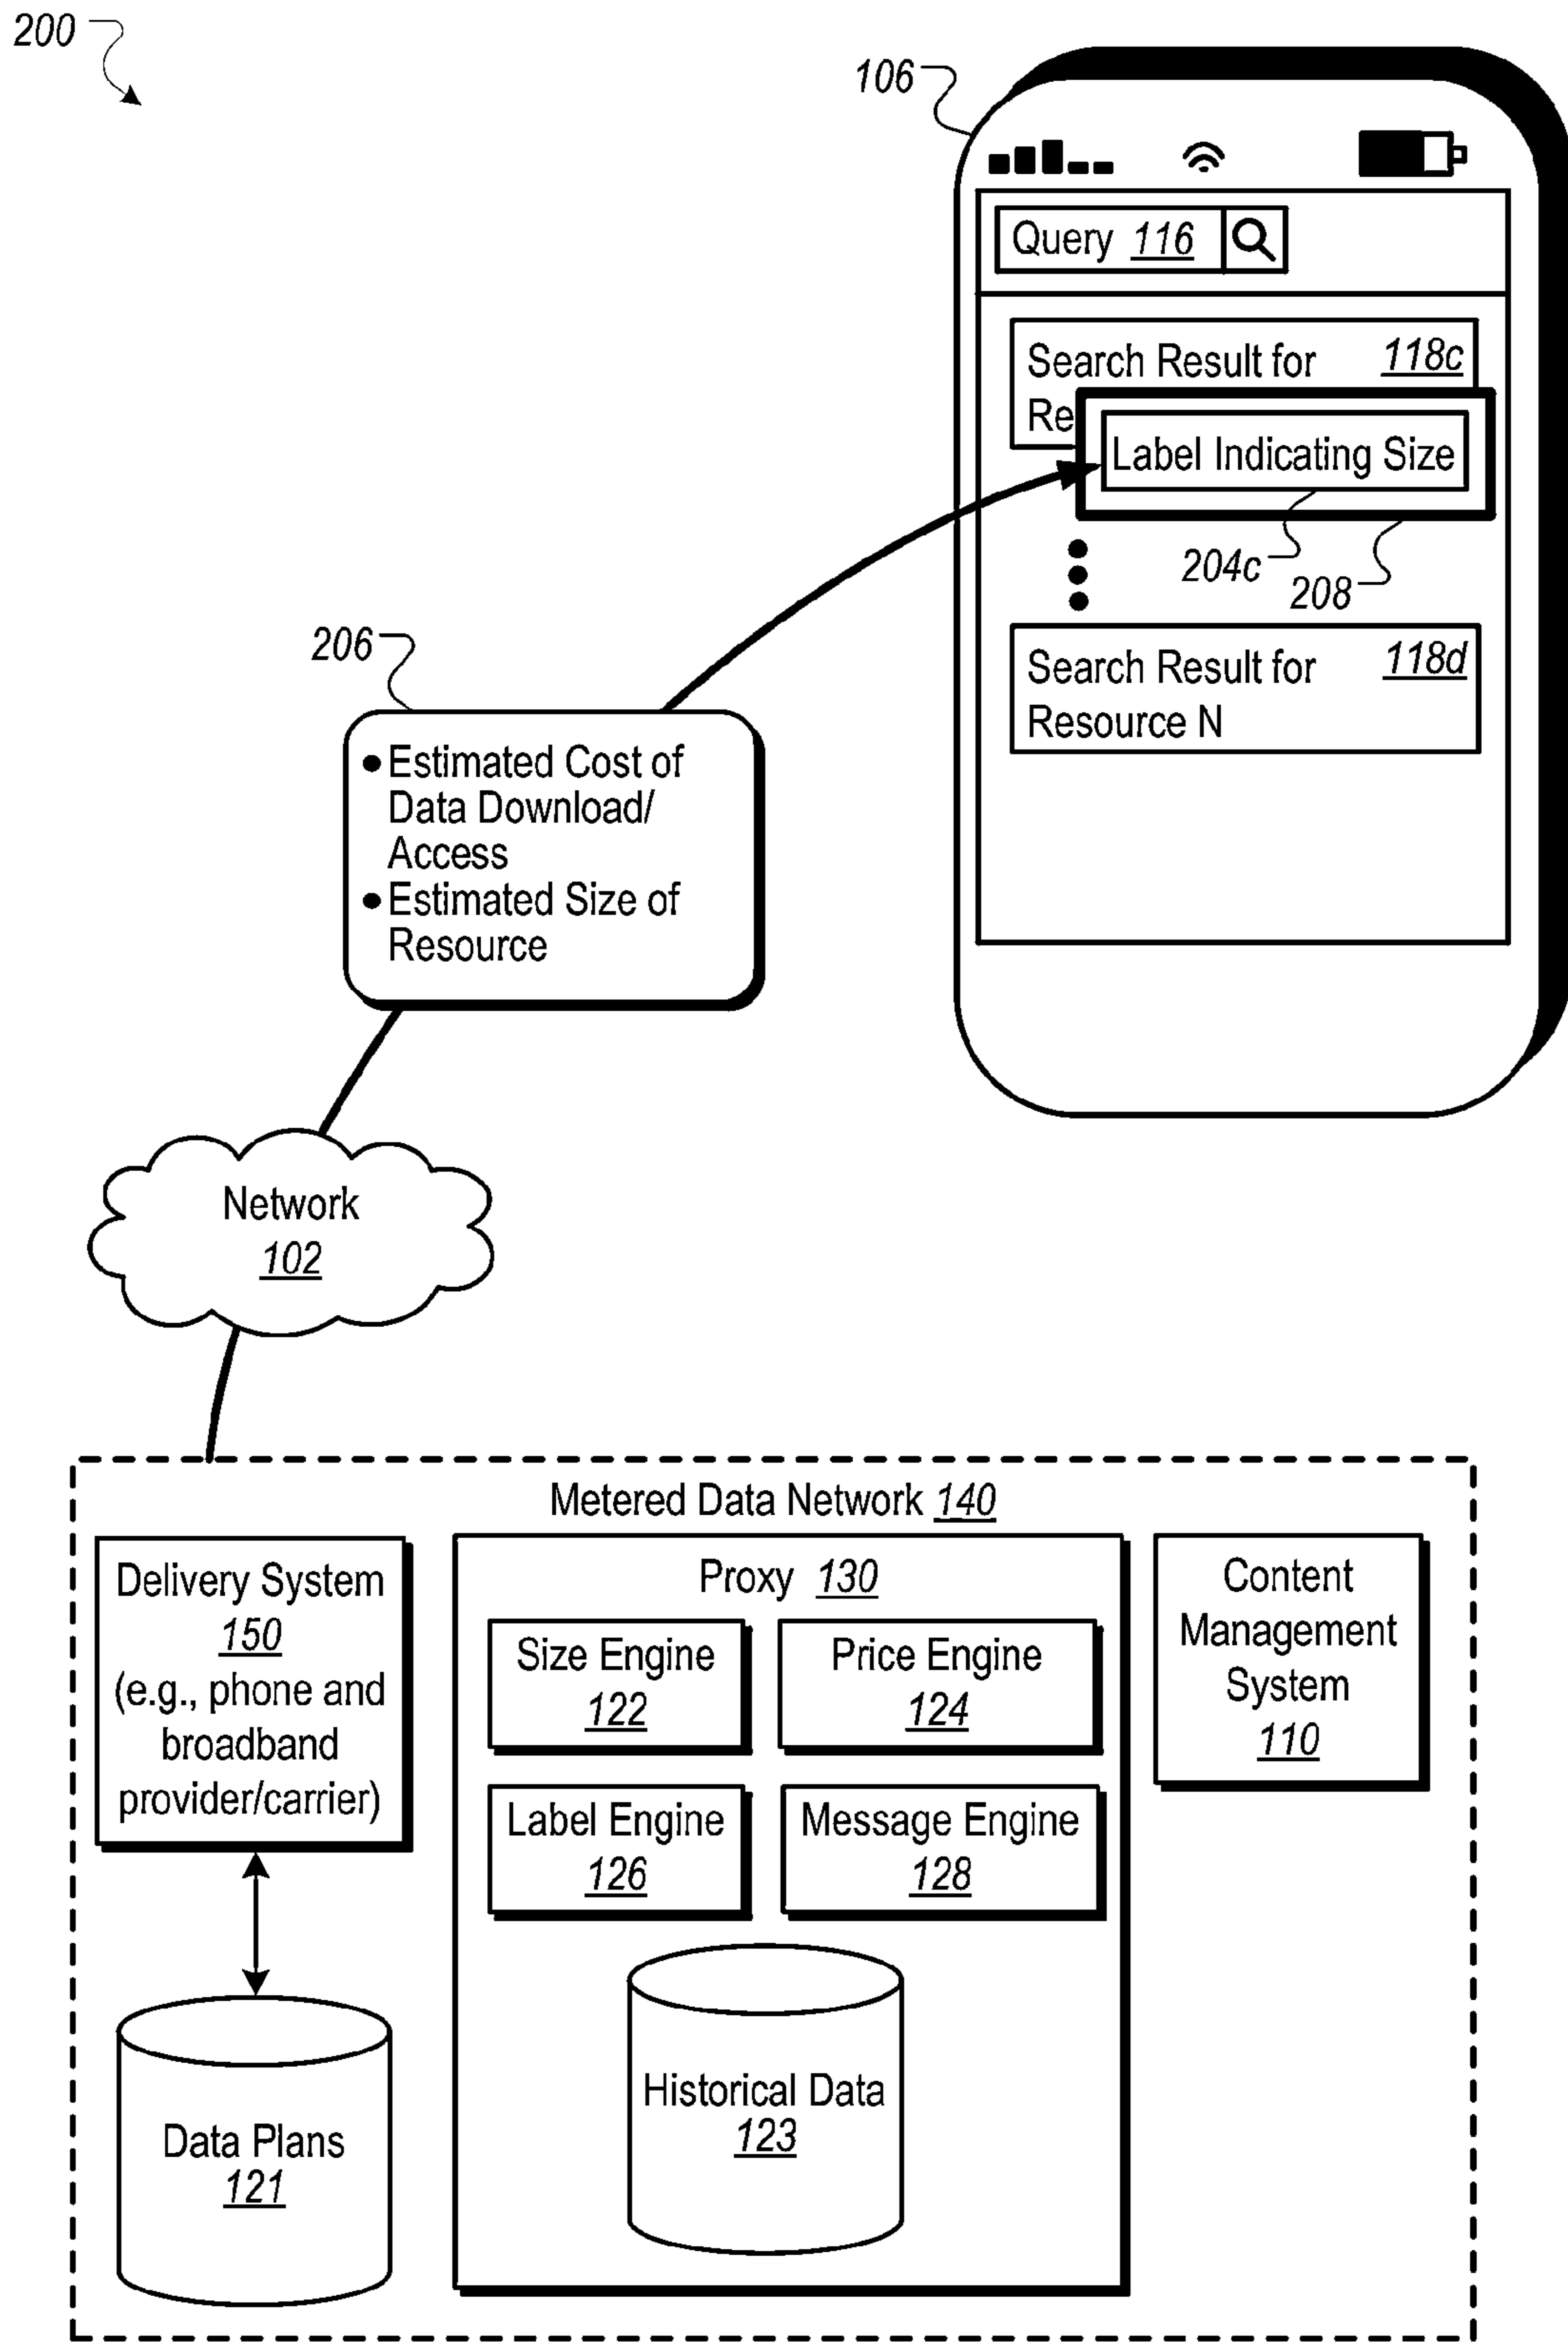 200
106
Query 116
Search Result for 118c
Re
Label Indicating Size
204c
208
Search Result for 118d
Resource N
206
• Estimated Cost of
Data Download/
Access
• Estimated Size of
Resource
Network
102
Metered Data Network 140
Delivery System
150
(e.g., phone and
broadband
provider/carrier)
Data Plans
121
Proxy 130
Size Engine
122
Price Engine
124
Label Engine
126
Message Engine
128
Historical Data
123
Content
Management
System
110